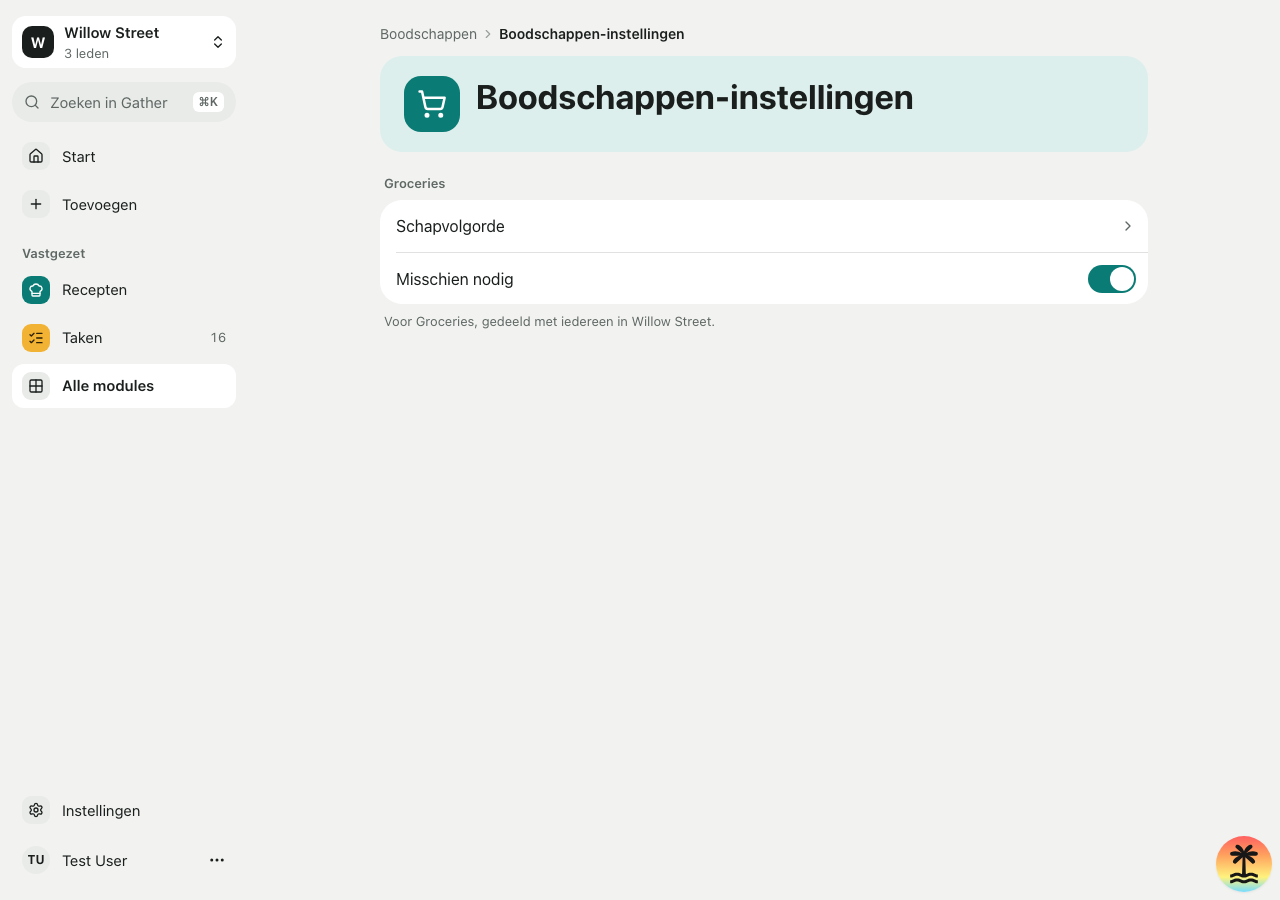 W
Willow Street
3 leden
Zoeken in Gather
⌘K
Start
Toevoegen
Vastgezet
Recepten
Taken
16
Alle modules
Instellingen
TU
Test User
Boodschappen
Boodschappen-instellingen
Boodschappen-instellingen
Groceries
Schapvolgorde
Misschien nodig
Voor Groceries, gedeeld met iedereen in Willow Street.